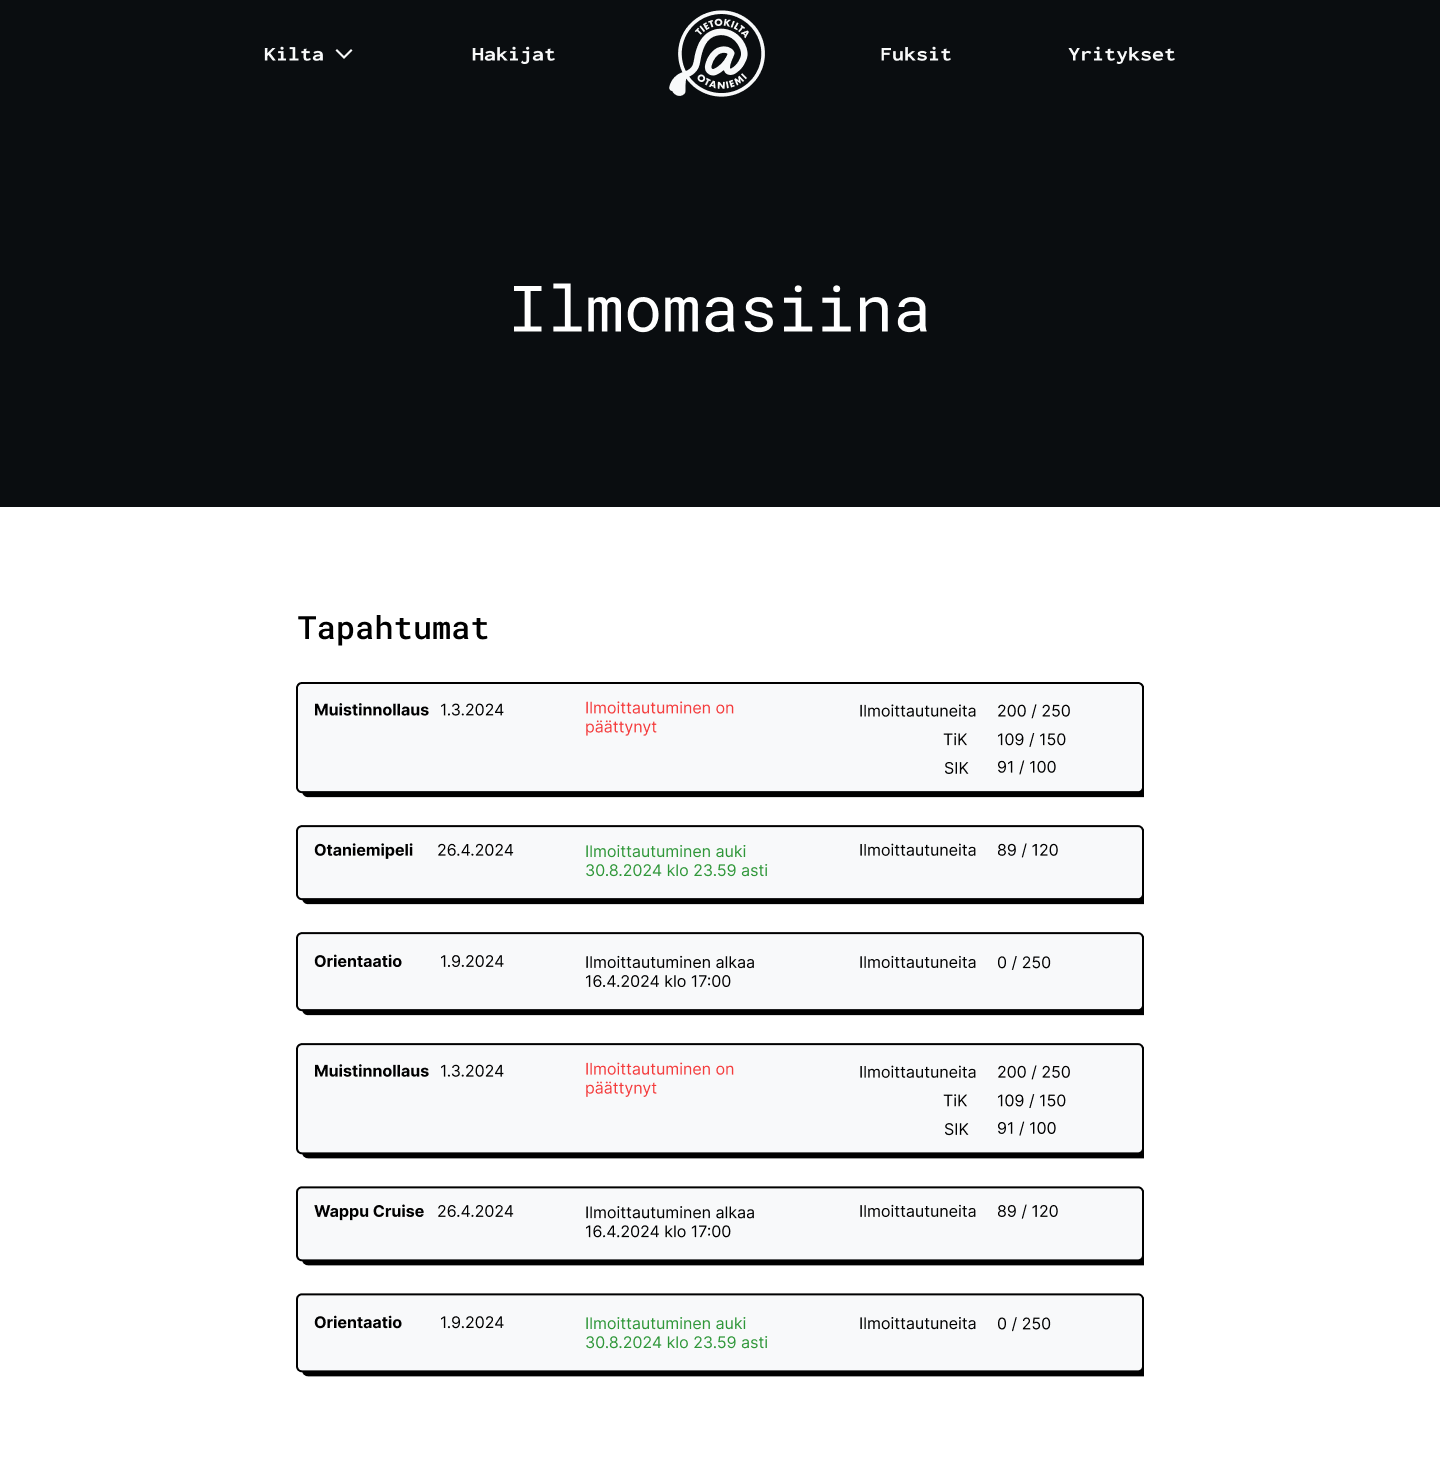 Kilta
Hakijat
TIETOKILTA
OTANIEMI
Fuksit
Yritykset
Ilmomasiina
Tapahtumat
Muistinnollaus 1.3.2024 Ilmoittautuminen on Ilmoittautuneita 200 / 250
päättynyt
TiK 109 / 150
SIK 91 / 100
Otaniemipeli 26.4.2024 Ilmoittautuminen auki Ilmoittautuneita 89 / 120
30.8.2024 klo 23.59 asti
Orientaatio 1.9.2024 Ilmoittautuminen alkaa Ilmoittautuneita 0 / 250
16.4.2024 klo 17:00
Muistinnollaus 1.3.2024 Ilmoittautuminen on Ilmoittautuneita 200 / 250
päättynyt
TiK 109 / 150
SIK 91 / 100
Wappu Cruise 26.4.2024 Ilmoittautuminen alkaa Ilmoittautuneita 89 / 120
16.4.2024 klo 17:00
Orientaatio 1.9.2024 Ilmoittautuminen auki Ilmoittautuneita 0 / 250
30.8.2024 klo 23.59 asti